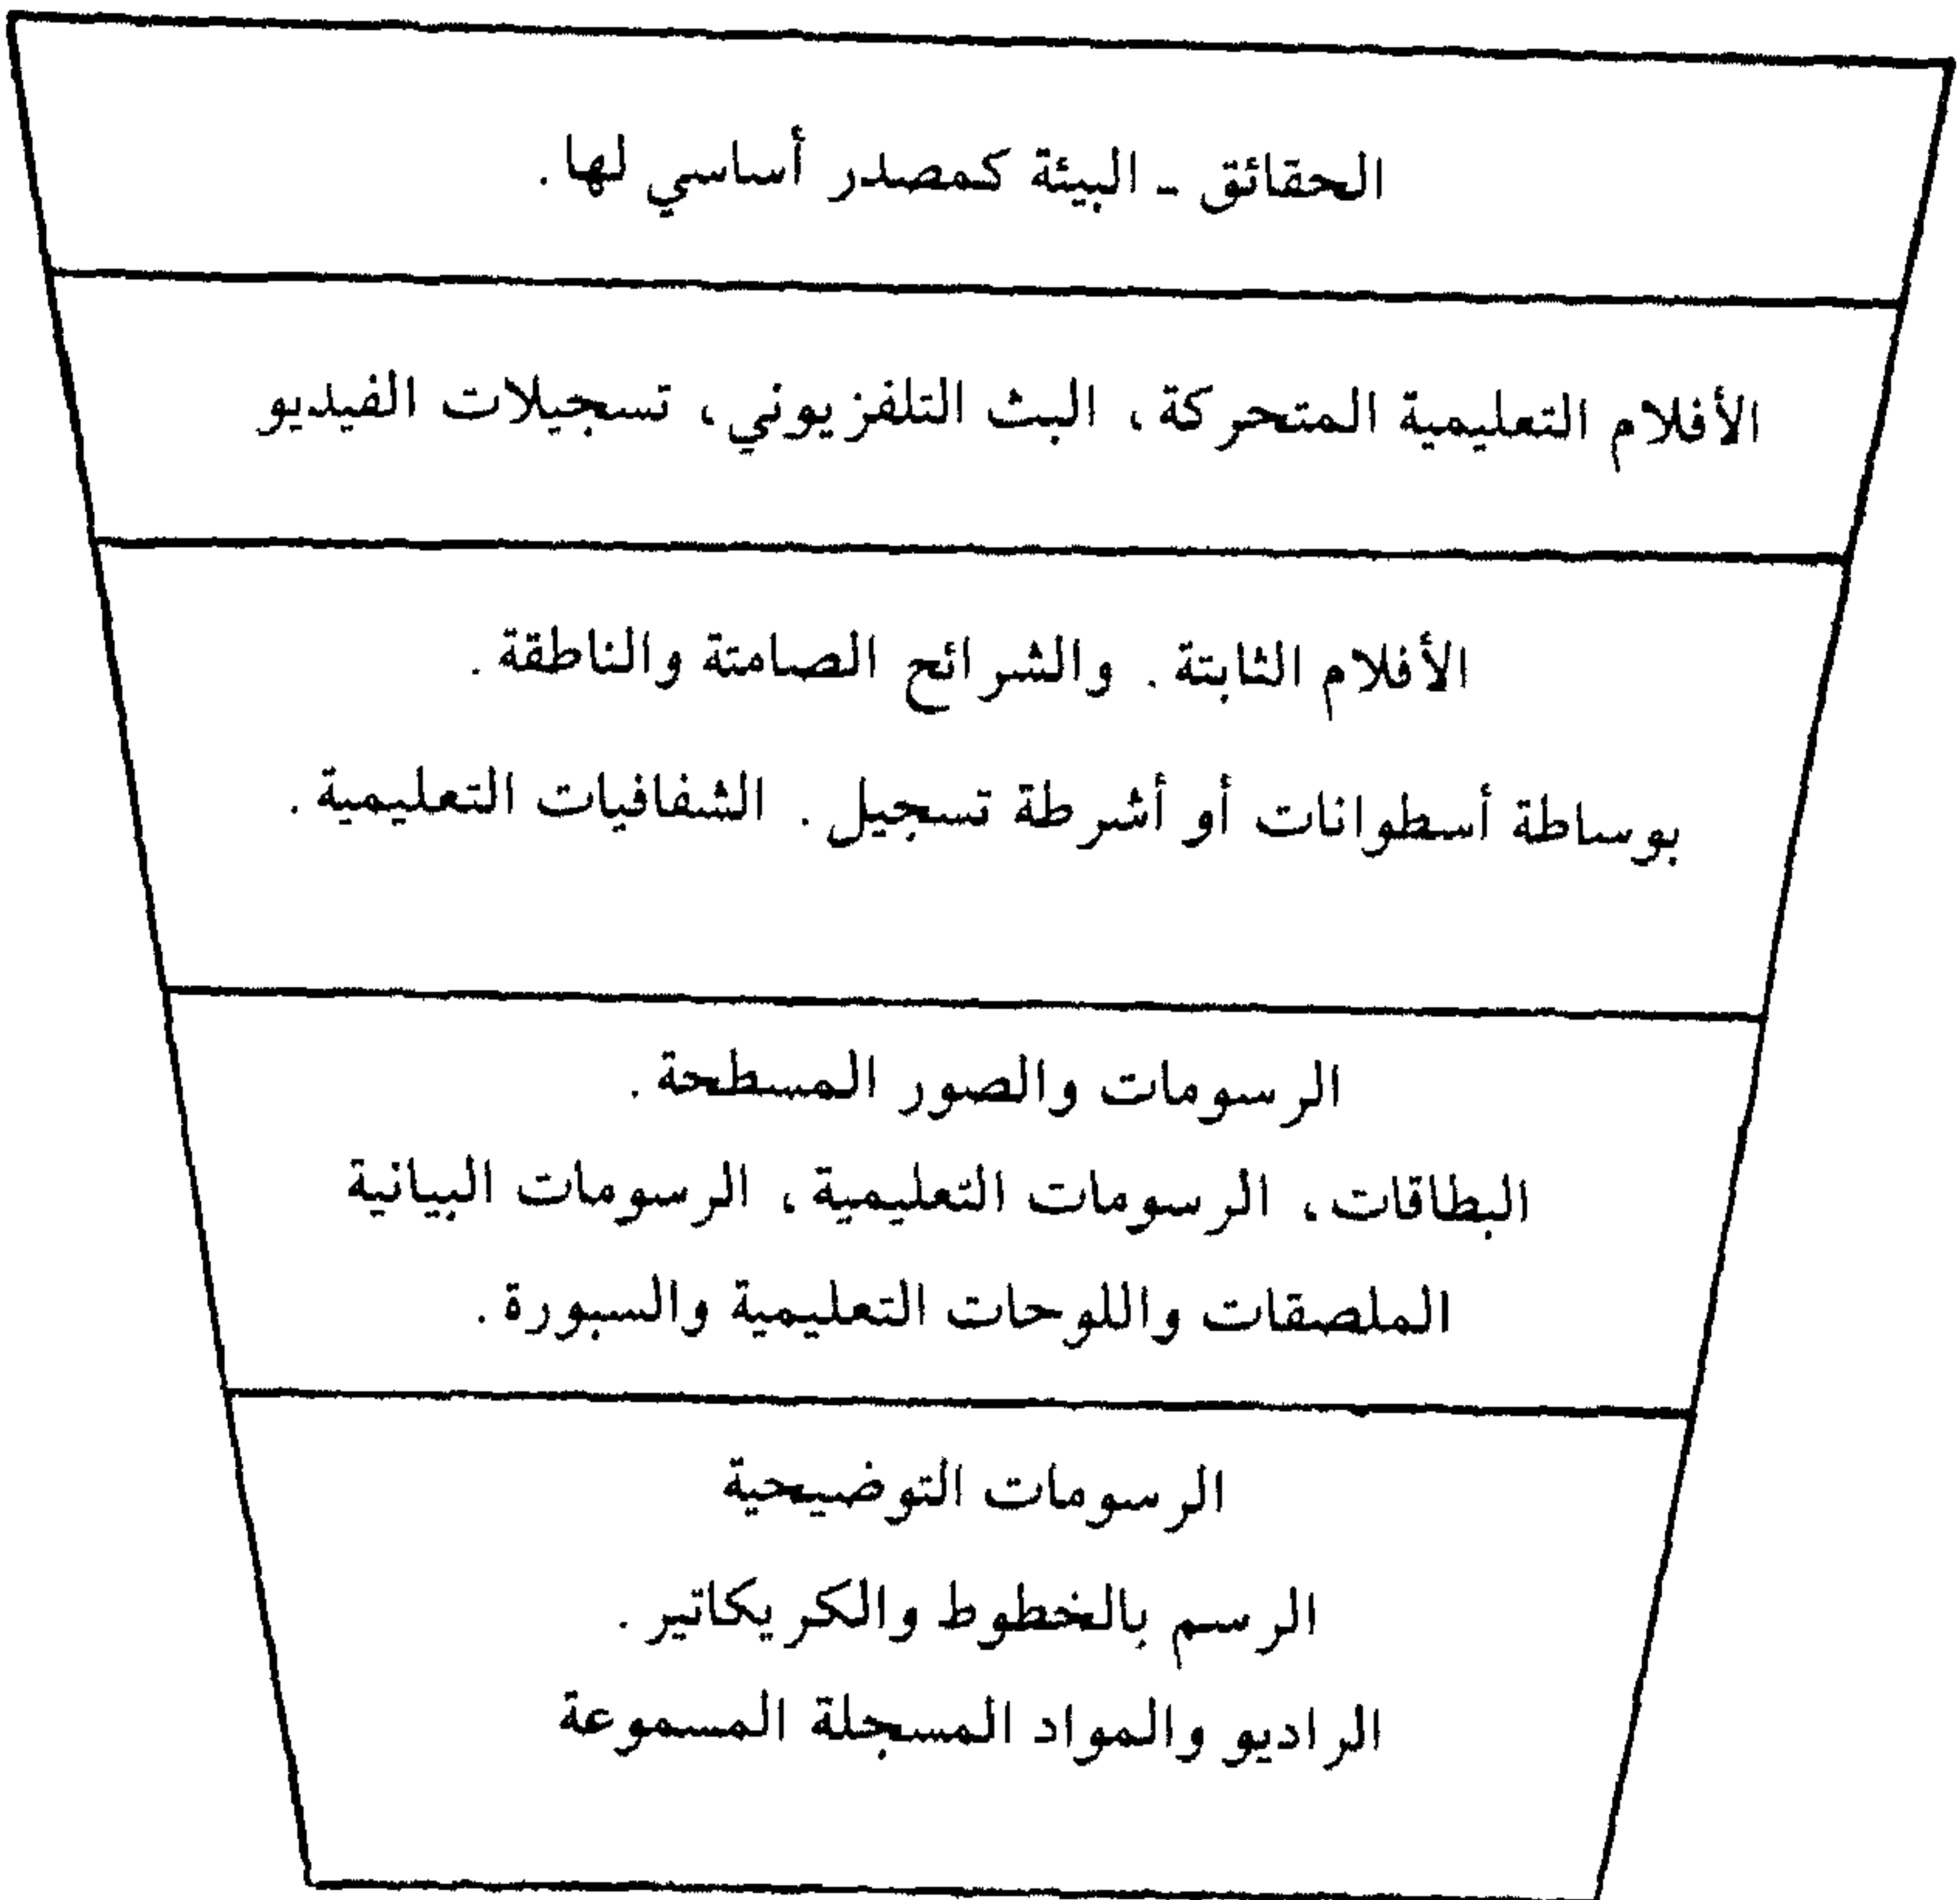 الحقائق - البيئة كمصدر أساسي لها.
الأفلام التعليمية المتحركة، البث التلفزيوني، تسجيلات الفيديو
الأفلام الثابتة. والشرائح الصامتة والناطقة.
بوساطة أسطوانات أو أشرطة تسجيل. الشفافيات التعليمية.
الرسومات والصور المسطحة.
البطاقات، الرسومات التعليمية، الرسومات البيانية
الملصقات واللوحات التعليمية والسبورة.
الرسومات التوضيحية
الرسم بالخطوط والكريكاتير.
الراديو والمواد المسجلة المسموعة